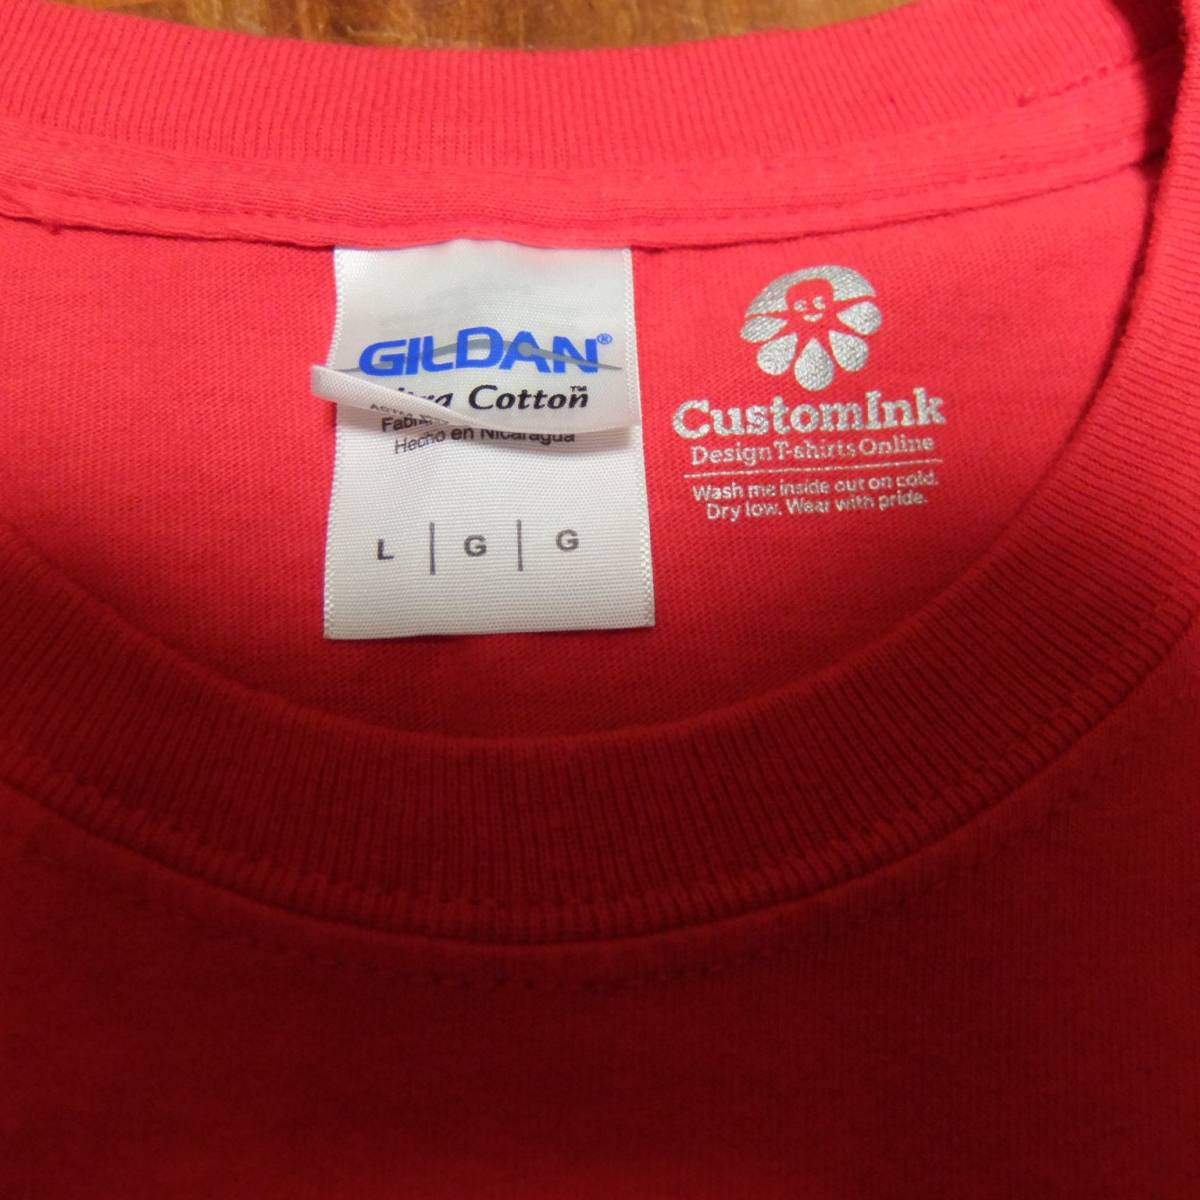 GILDAN®
Cotton™
Hecho en Nicaragua
L | G | G
CustomInk
Design T-shirts Online
Wash me inside out on cold.
Dry low. Wear with pride.